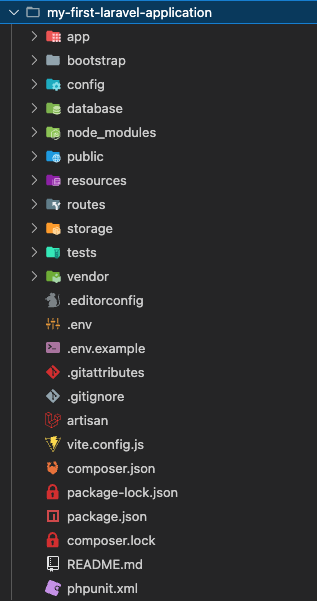 my-first-laravel-application
app
bootstrap
config
database
node_modules
public
resources
routes
storage
tests
vendor
.editorconfig
.env
.env.example
.gitattributes
.gitignore
artisan
vite.config.js
composer.json
package-lock.json
package.json
composer.lock
README.md
phpunit.xml